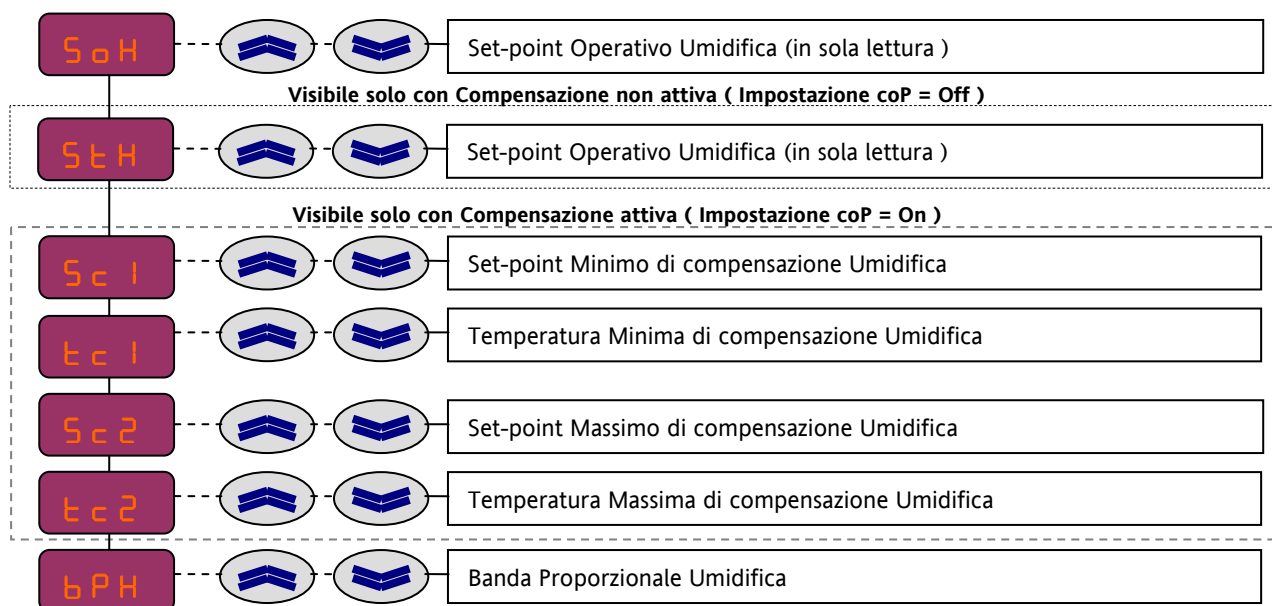 SoH Set-point Operativo Umidifica (in sola lettura )
Visibile solo con Compensazione non attiva ( Impostazione coP = Off )
StH Set-point Operativo Umidifica (in sola lettura )
Visibile solo con Compensazione attiva ( Impostazione coP = On )
Sc1 Set-point Minimo di compensazione Umidifica
tc1 Temperatura Minima di compensazione Umidifica
Sc2 Set-point Massimo di compensazione Umidifica
tc2 Temperatura Massima di compensazione Umidifica
bPH Banda Proporzionale Umidifica